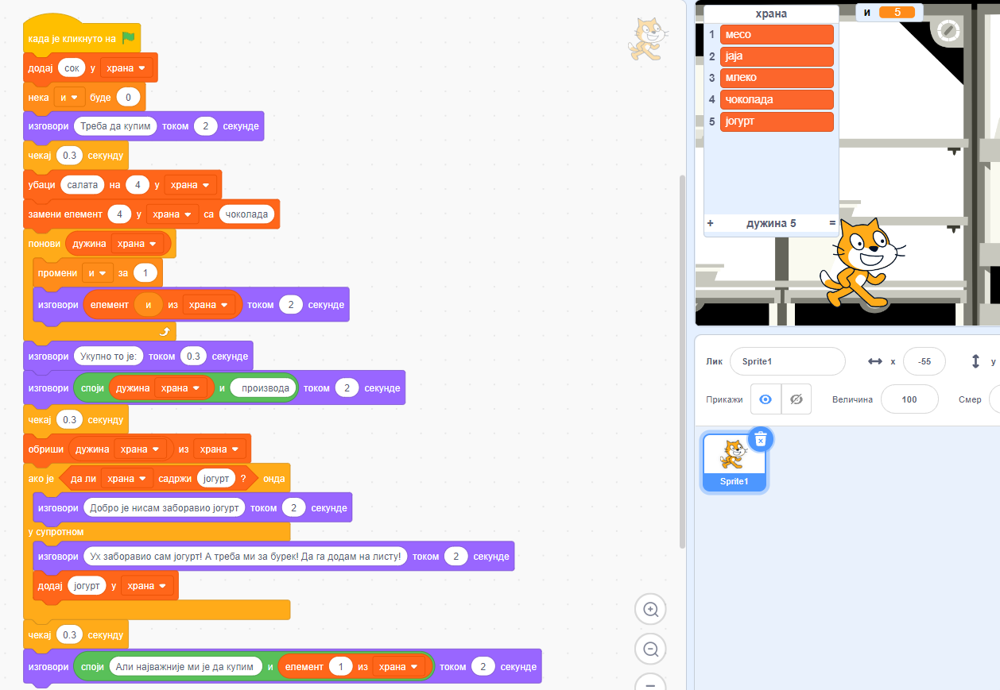 када је кликнуто на
додај сок у храна
нека и буде 0
изговори Треба да купим током 2 секунде
чекај 0.3 секунду
убаци салата на 4 у храна
замени елемент 4 у храна са чоколада
понови дужина храна
промени и за 1
изговори елемент и из храна током 2 секунде
изговори Укупно то је: током 0.3 секунде
изговори споји дужина храна и производа током 2 секунде
чекај 0.3 секунду
обриши дужина храна из храна
ако је да ли храна садржи јогурт ? онда
изговори Добро је нисам заборавио јогурт током 2 секунде
у супротном
изговори Ух заборавио сам јогурт! А треба ми за бурек! Да га додам на листу! током 2 секунде
додај јогурт у храна
чекај 0.3 секунду
изговори споји Али најважније ми је да купим и елемент 1 из храна током 2 секунде
храна
и 5
1 месо
2 јаја
3 млеко
4 чоколада
5 јогурт
+ дужина 5 =
Лик Sprite1 x -55 y
Прикажи Величина 100 Смер
Sprite1